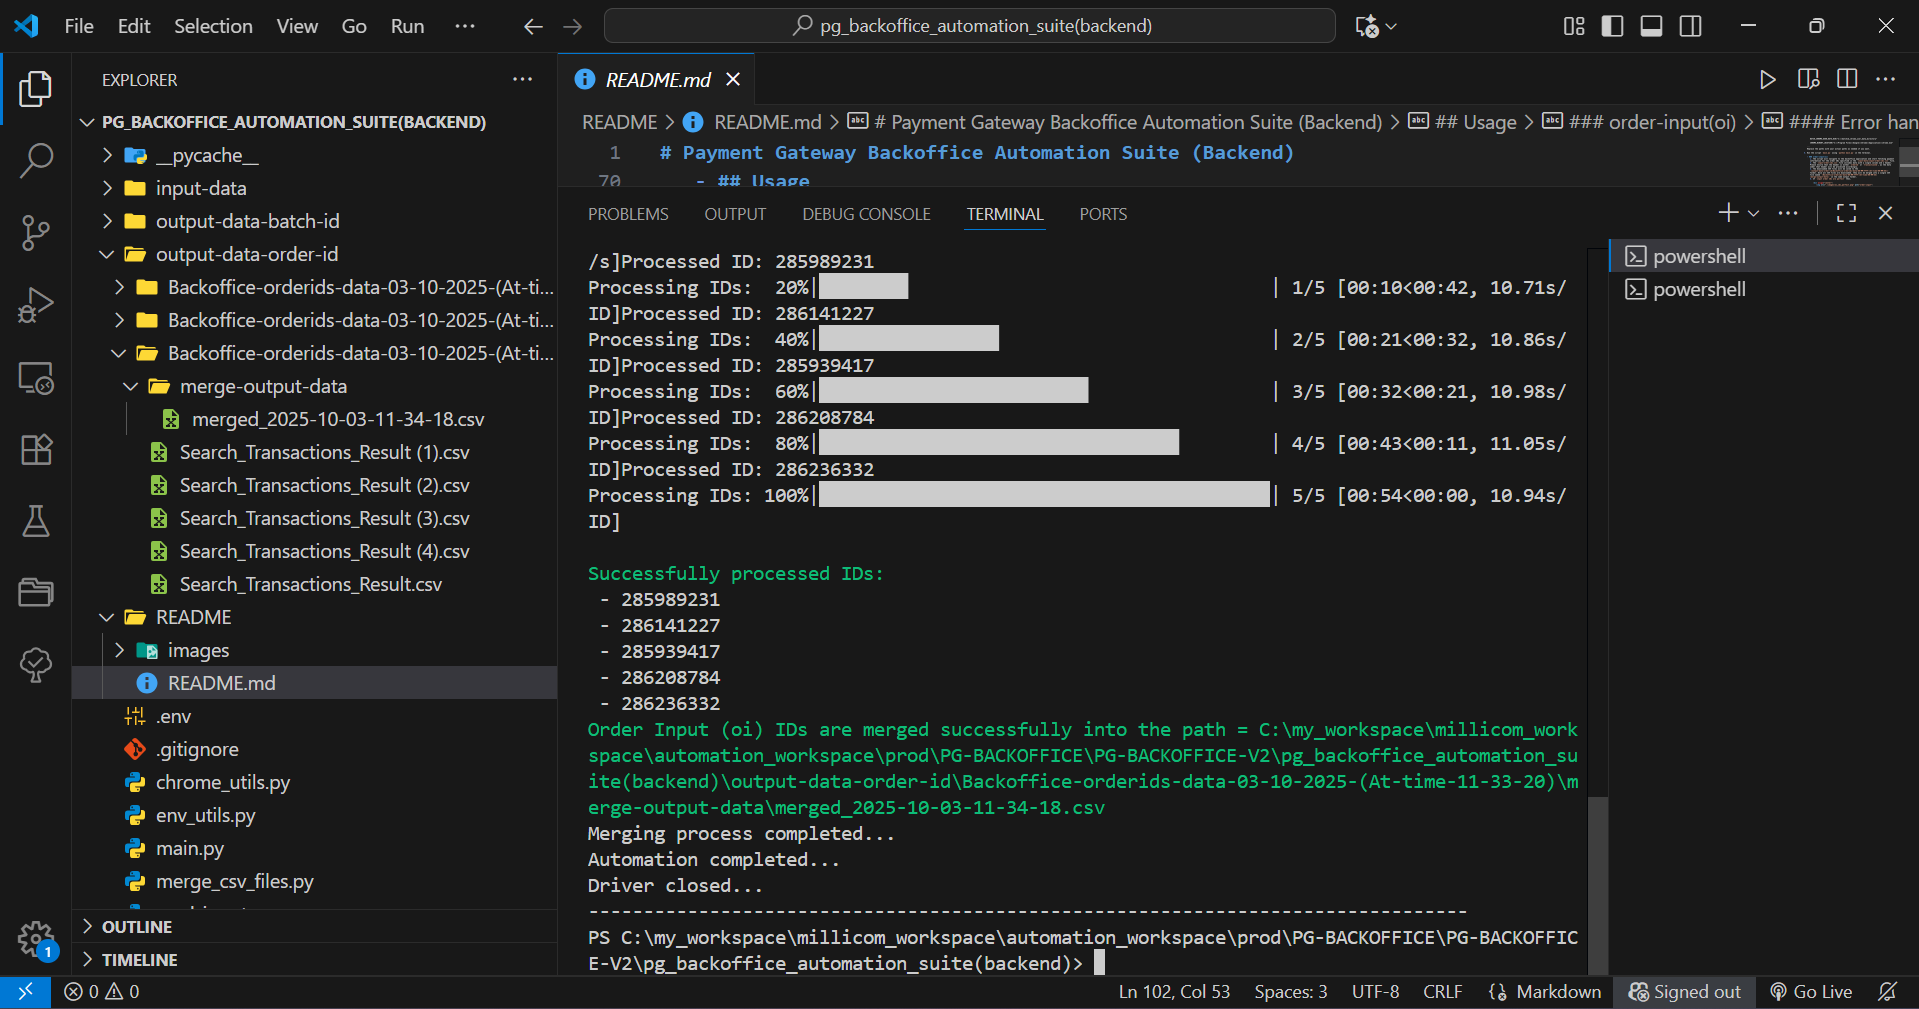 File Edit Selection View Go Run ··· pg_backoffice_automation_suite(backend)
EXPLORER
PG_BACKOFFICE_AUTOMATION_SUITE(BACKEND)
__pycache__
input-data
output-data-batch-id
output-data-order-id
Backoffice-orderids-data-03-10-2025-(At-ti...
Backoffice-orderids-data-03-10-2025-(At-ti...
Backoffice-orderids-data-03-10-2025-(At-ti...
merge-output-data
merged_2025-10-03-11-34-18.csv
Search_Transactions_Result (1).csv
Search_Transactions_Result (2).csv
Search_Transactions_Result (3).csv
Search_Transactions_Result (4).csv
Search_Transactions_Result.csv
README
images
README.md
.env
.gitignore
chrome_utils.py
env_utils.py
main.py
merge_csv_files.py
OUTLINE
TIMELINE
README.md
README > README.md > # Payment Gateway Backoffice Automation Suite (Backend) > ## Usage > ### order-input(oi) > #### Error han
1 # Payment Gateway Backoffice Automation Suite (Backend)
70 - ## Usage
PROBLEMS OUTPUT DEBUG CONSOLE TERMINAL PORTS
/s]Processed ID: 285989231
Processing IDs: 20%| | 1/5 [00:10<00:42, 10.71s/
ID]Processed ID: 286141227
Processing IDs: 40%| | 2/5 [00:21<00:32, 10.86s/
ID]Processed ID: 285939417
Processing IDs: 60%| | 3/5 [00:32<00:21, 10.98s/
ID]Processed ID: 286208784
Processing IDs: 80%| | 4/5 [00:43<00:11, 11.05s/
ID]Processed ID: 286236332
Processing IDs: 100%| | 5/5 [00:54<00:00, 10.94s/
ID]
Successfully processed IDs:
- 285989231
- 286141227
- 285939417
- 286208784
- 286236332
Order Input (oi) IDs are merged successfully into the path = C:\my_workspace\millicom_work
space\automation_workspace\prod\PG-BACKOFFICE\PG-BACKOFFICE-V2\pg_backoffice_automation_su
ite(backend)\output-data-order-id\Backoffice-orderids-data-03-10-2025-(At-time-11-33-20)\m
erge-output-data\merged_2025-10-03-11-34-18.csv
Merging process completed...
Automation completed...
Driver closed...
--------------------------------------------------------------------------------
PS C:\my_workspace\millicom_workspace\automation_workspace\prod\PG-BACKOFFICE\PG-BACKOFFIC
E-V2\pg_backoffice_automation_suite(backend)>
powershell
powershell
1
0 0 Ln 102, Col 53 Spaces: 3 UTF-8 CRLF Markdown Signed out Go Live